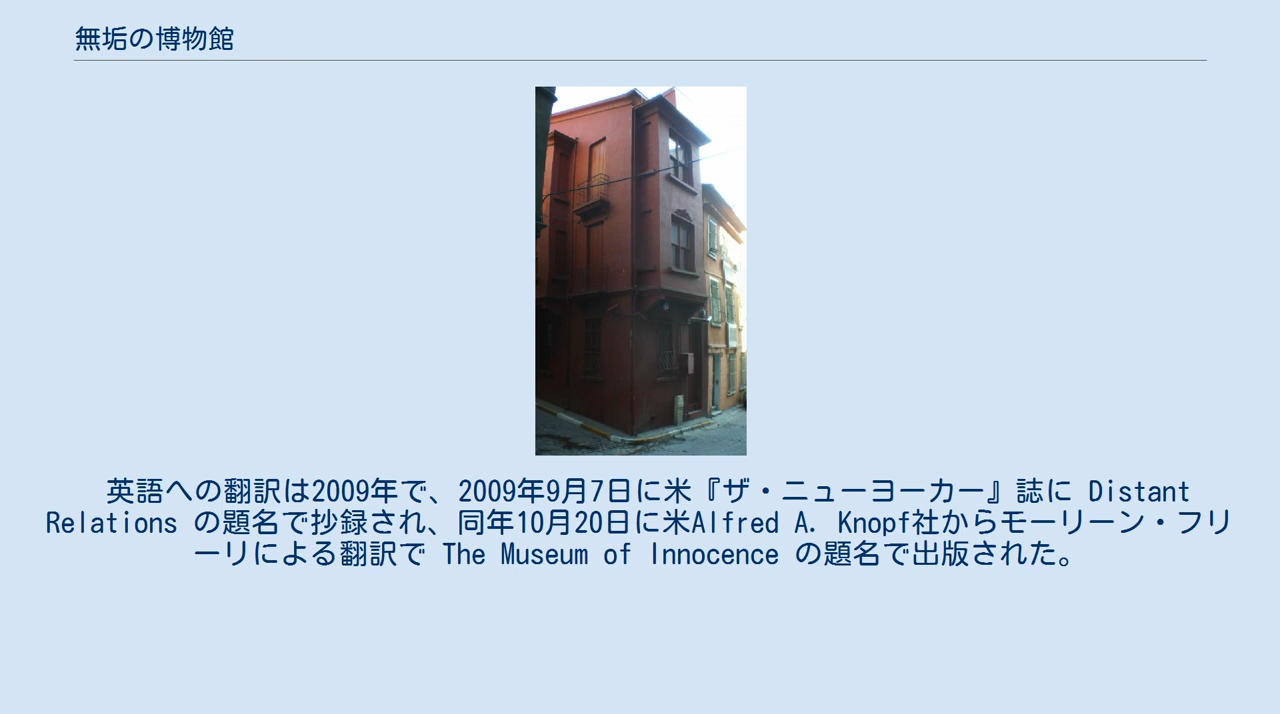 無垢の博物館
英語への翻訳は2009年で、2009年9月7日に米『ザ・ニューヨーカー』誌に Distant
Relations の題名で抄録され、同年10月20日に米Alfred A. Knopf社からモーリーン・フリ
ーリによる翻訳で The Museum of Innocence の題名で出版された。